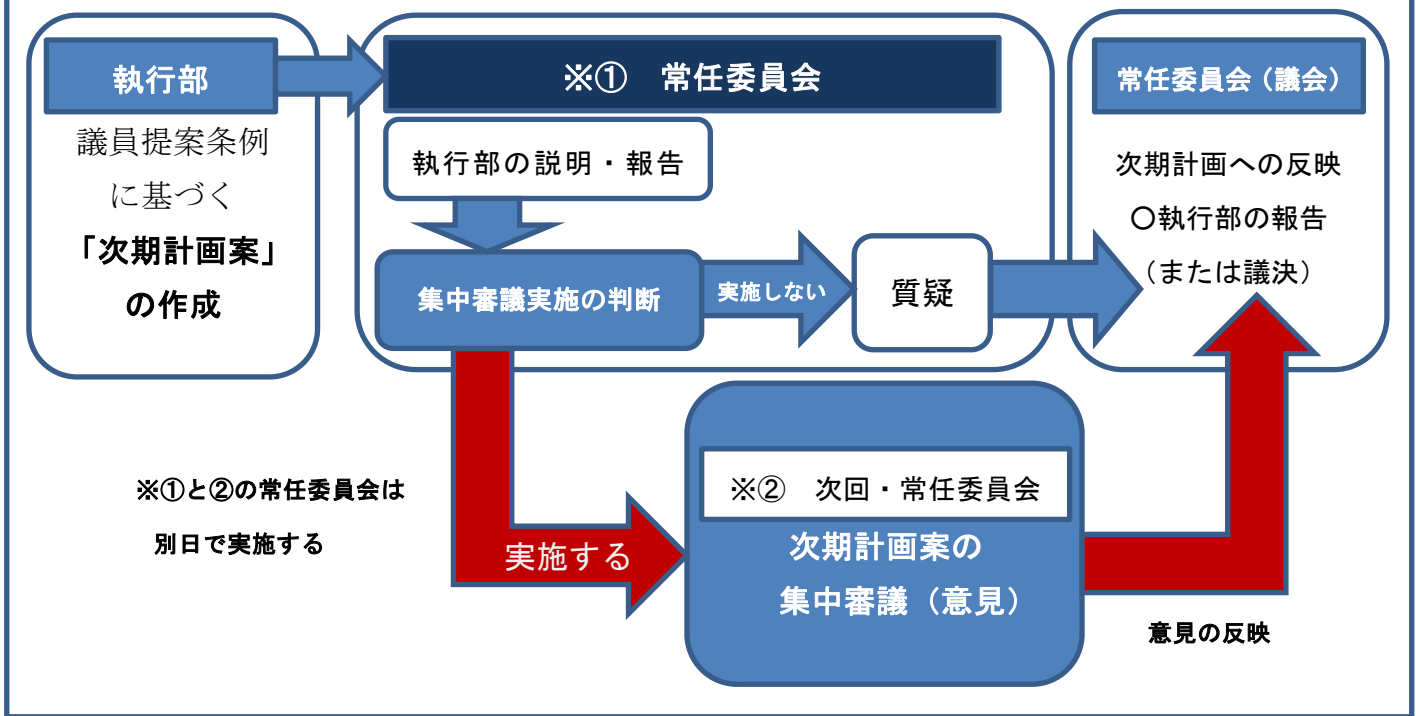 執行部
議員提案条例
に基づく
「次期計画案」
の作成
※①　常任委員会
執行部の説明・報告
集中審議実施の判断
実施しない
質疑
常任委員会（議会）
次期計画への反映
〇執行部の報告
（または議決）
※①と②の常任委員会は
別日で実施する
実施する
※②　次回・常任委員会
次期計画案の
集中審議（意見）
意見の反映